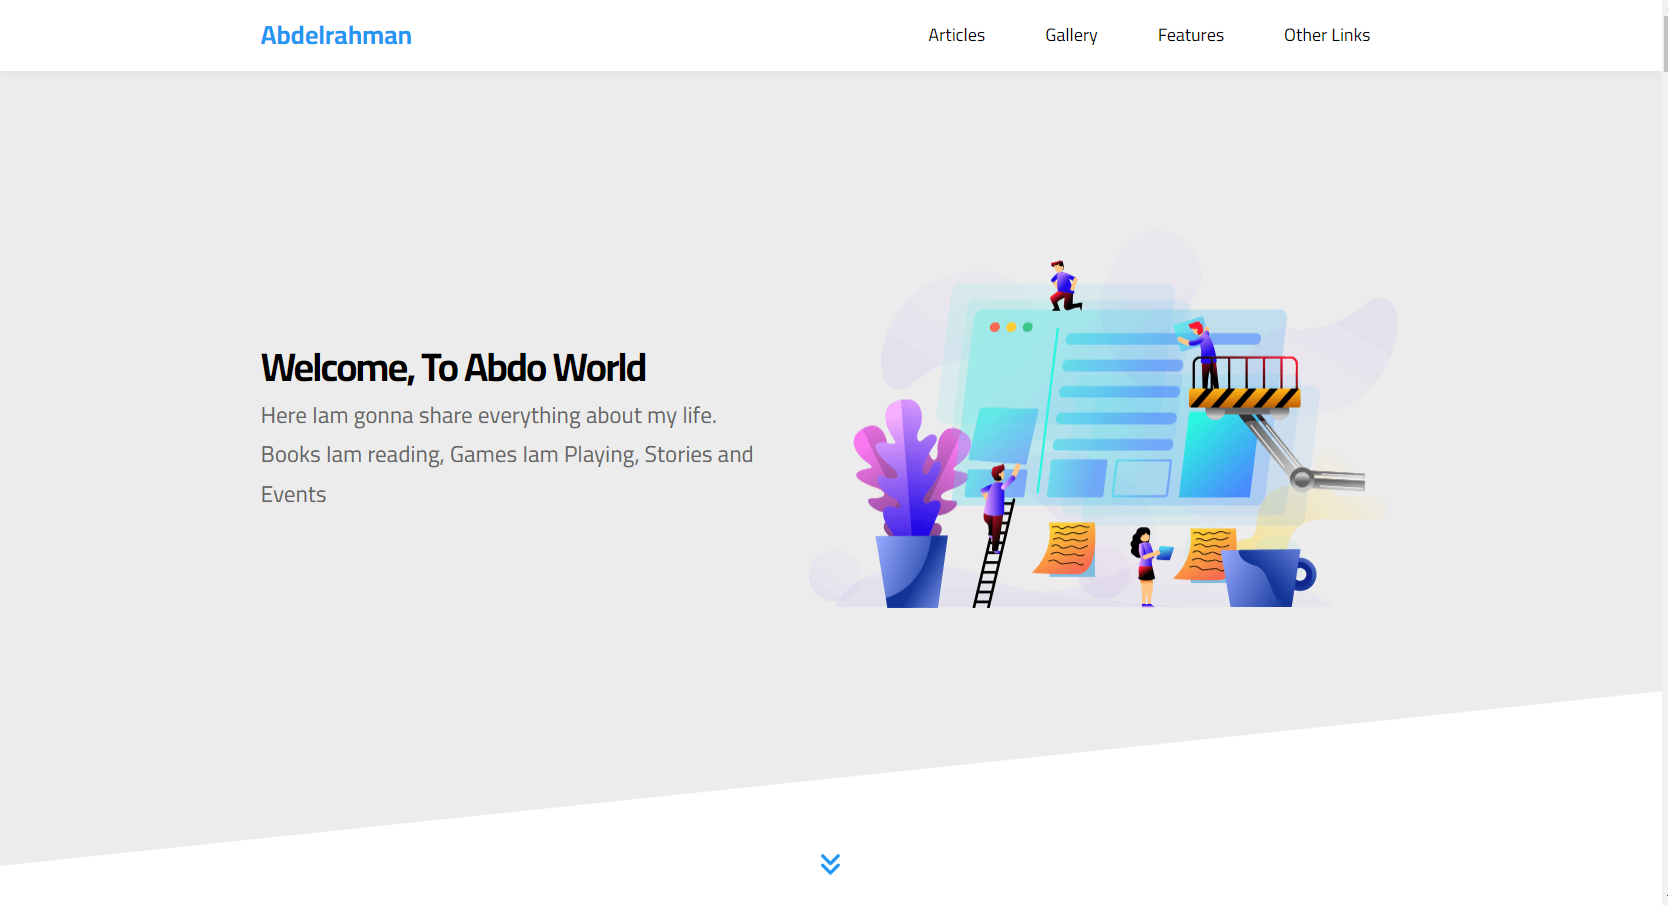 Abdelrahman
Articles Gallery Features Other Links
Welcome, To Abdo World
Here Iam gonna share everything about my life.
Books Iam reading, Games Iam Playing, Stories and
Events